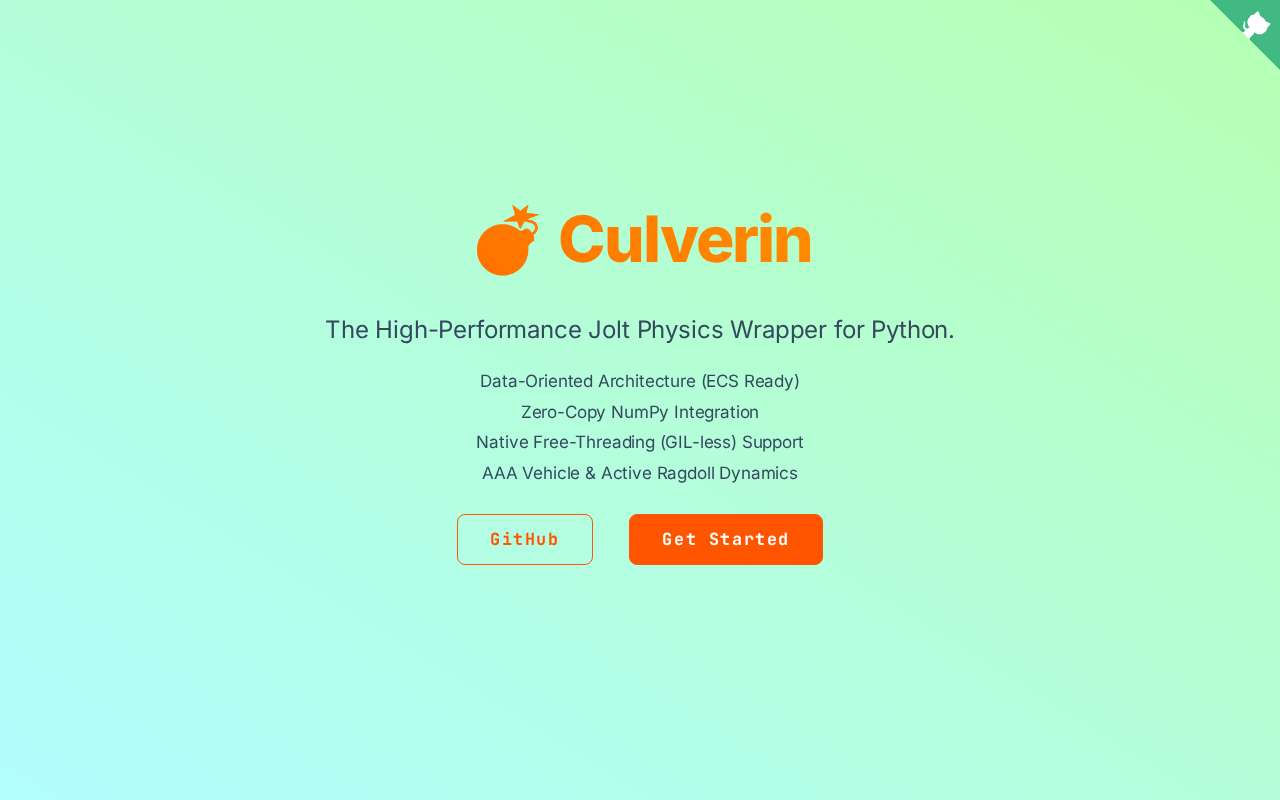 Culverin
The High-Performance Jolt Physics Wrapper for Python.
Data-Oriented Architecture (ECS Ready)
Zero-Copy NumPy Integration
Native Free-Threading (GIL-less) Support
AAA Vehicle & Active Ragdoll Dynamics
GitHub
Get Started